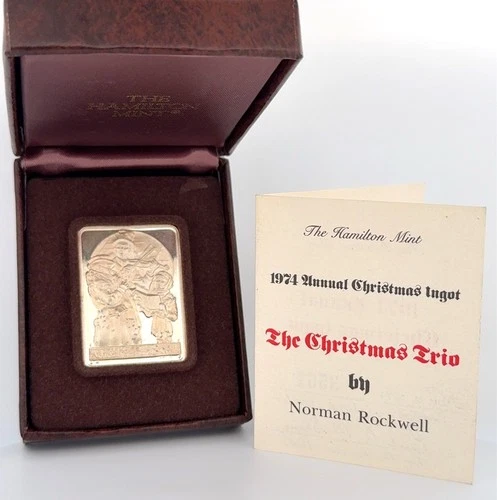 THE
HAMILTON
MINT
The Hamilton Mint
1974 Annual Christmas Ingot
The Christmas Trio
by
Norman Rockwell